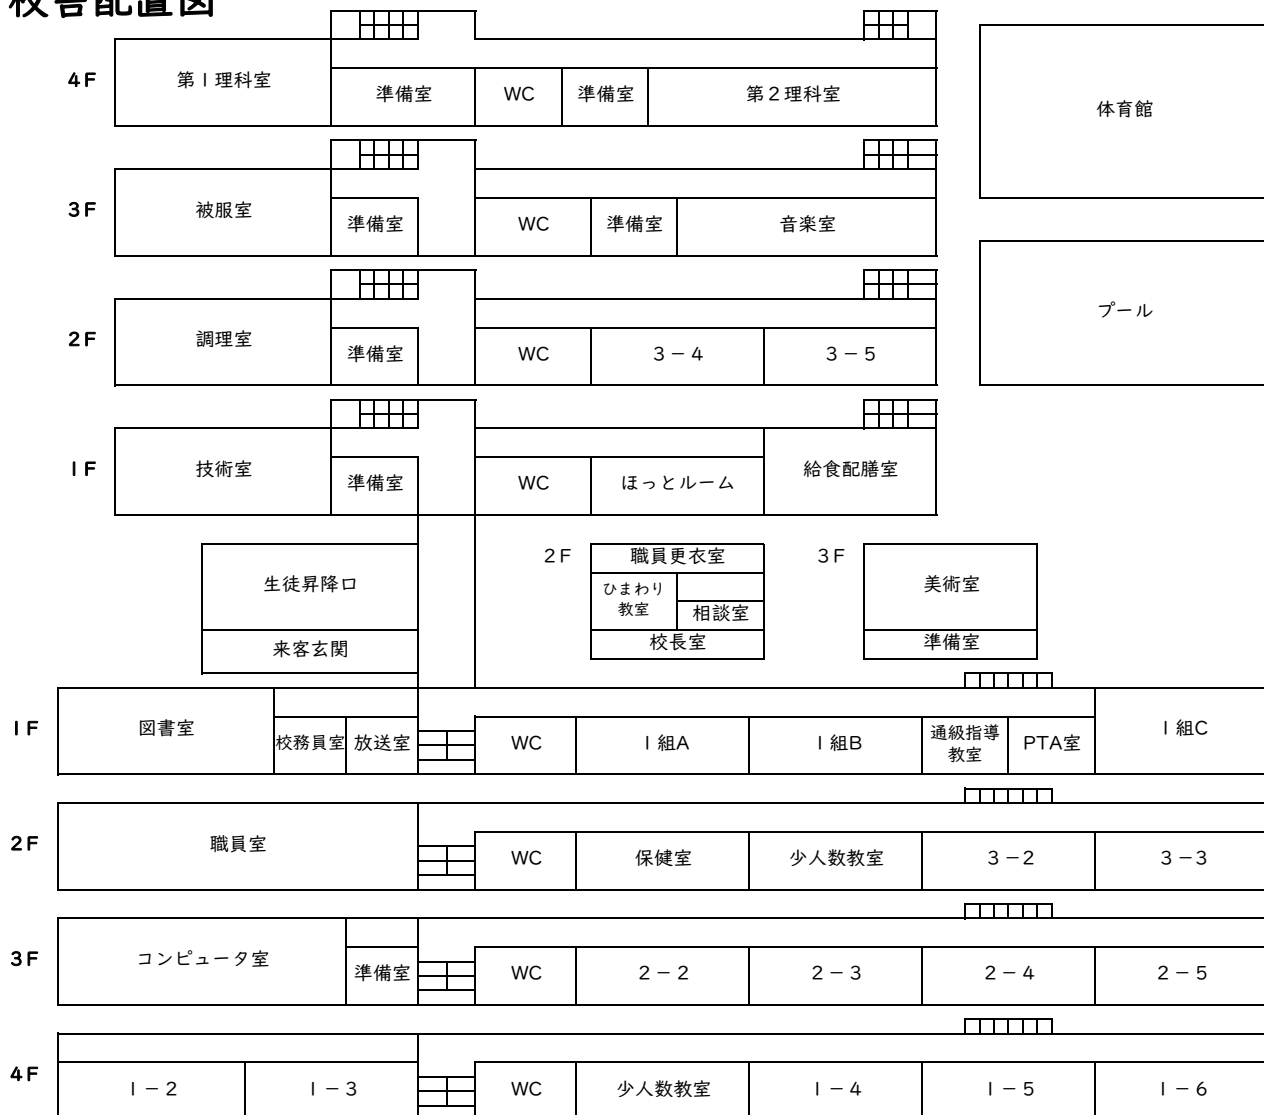 校舎配置図
4F
第1理科室
準備室
WC
準備室
第2理科室
体育館
3F
被服室
準備室
WC
準備室
音楽室
プール
2F
調理室
準備室
WC
3-4
3-5
1F
技術室
準備室
WC
ほっとルーム
給食配膳室
生徒昇降口
来客玄関
2F
職員更衣室
ひまわり
教室
相談室
校長室
3F
美術室
準備室
1F
図書室
校務員室
放送室
WC
1組A
1組B
通級指導
教室
PTA室
1組C
2F
職員室
WC
保健室
少人数教室
3-2
3-3
3F
コンピュータ室
準備室
WC
2-2
2-3
2-4
2-5
4F
1-2
1-3
WC
少人数教室
1-4
1-5
1-6